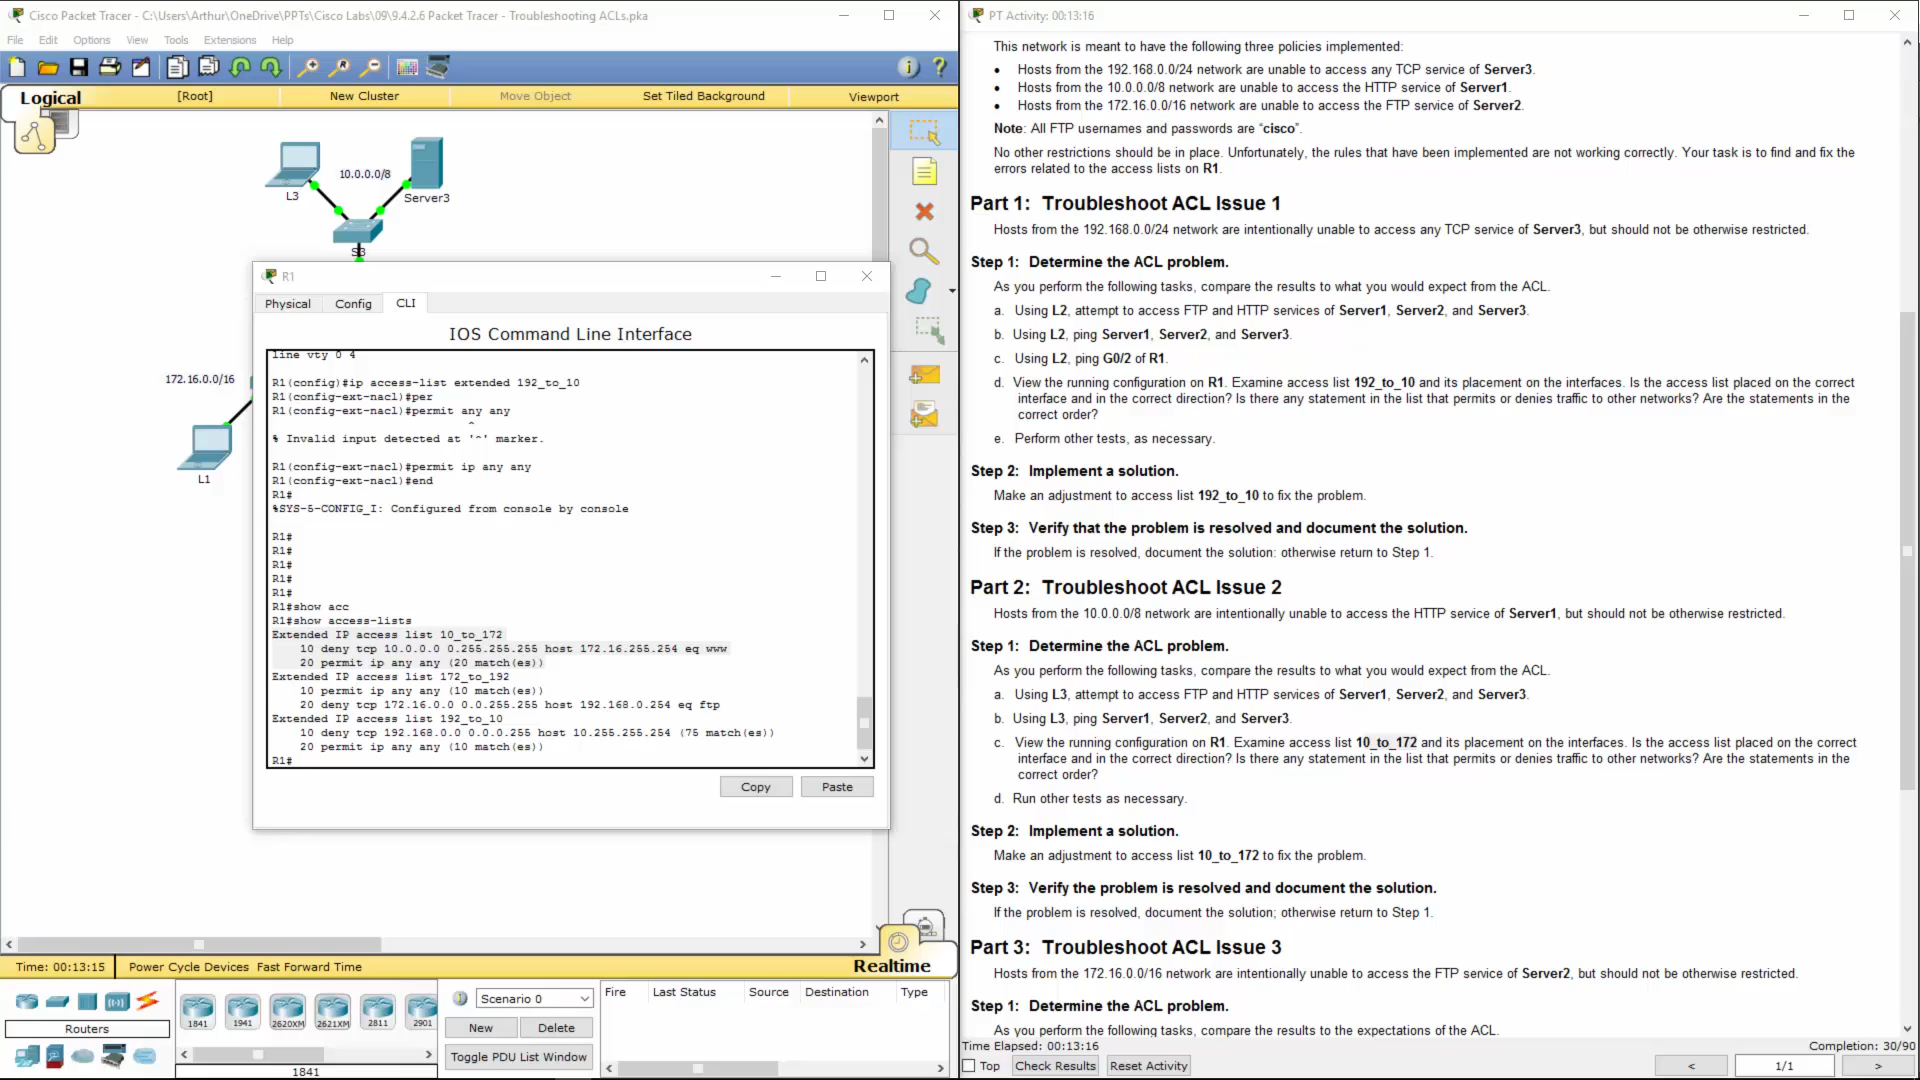 Cisco Packet Tracer - C:\Users\Arthur\OneDrive\PPTs\Cisco Labs\09\9.4.2.6 Packet Tracer - Troubleshooting ACLs.pka
File Edit Options View Tools Extensions Help
Logical [Root] New Cluster Move Object Set Tiled Background Viewport
10.0.0.0/8
L3
Server3
S3
172.16.0.0/16
L1
R1
Physical Config CLI
IOS Command Line Interface
line vty 0 4
R1(config)#ip access-list extended 192_to_10
R1(config-ext-nacl)#per
R1(config-ext-nacl)#permit any any
^
% Invalid input detected at '^' marker.
R1(config-ext-nacl)#permit ip any any
R1(config-ext-nacl)#end
R1#
%SYS-5-CONFIG_I: Configured from console by console
R1#
R1#
R1#
R1#
R1#
R1#show acc
R1#show access-lists
Extended IP access list 10_to_172
10 deny tcp 10.0.0.0 0.255.255.255 host 172.16.255.254 eq www
20 permit ip any any (20 match(es))
Extended IP access list 172_to_192
10 permit ip any any (10 match(es))
20 deny tcp 172.16.0.0 0.0.255.255 host 192.168.0.254 eq ftp
Extended IP access list 192_to_10
10 deny tcp 192.168.0.0 0.0.0.255 host 10.255.255.254 (75 match(es))
20 permit ip any any (10 match(es))
R1#
Copy Paste
Time: 00:13:15 Power Cycle Devices Fast Forward Time Realtime
1841 1941 2620XM 2621XM 2811 2901
Routers
1841
Scenario 0
New Delete
Toggle PDU List Window
Fire Last Status Source Destination Type
PT Activity: 00:13:16
This network is meant to have the following three policies implemented:
• Hosts from the 192.168.0.0/24 network are unable to access any TCP service of Server3.
• Hosts from the 10.0.0.0/8 network are unable to access the HTTP service of Server1.
• Hosts from the 172.16.0.0/16 network are unable to access the FTP service of Server2.
Note: All FTP usernames and passwords are “cisco”.
No other restrictions should be in place. Unfortunately, the rules that have been implemented are not working correctly. Your task is to find and fix the
errors related to the access lists on R1.
Part 1: Troubleshoot ACL Issue 1
Hosts from the 192.168.0.0/24 network are intentionally unable to access any TCP service of Server3, but should not be otherwise restricted.
Step 1: Determine the ACL problem.
As you perform the following tasks, compare the results to what you would expect from the ACL.
a. Using L2, attempt to access FTP and HTTP services of Server1, Server2, and Server3.
b. Using L2, ping Server1, Server2, and Server3.
c. Using L2, ping G0/2 of R1.
d. View the running configuration on R1. Examine access list 192_to_10 and its placement on the interfaces. Is the access list placed on the correct
interface and in the correct direction? Is there any statement in the list that permits or denies traffic to other networks? Are the statements in the
correct order?
e. Perform other tests, as necessary.
Step 2: Implement a solution.
Make an adjustment to access list 192_to_10 to fix the problem.
Step 3: Verify that the problem is resolved and document the solution.
If the problem is resolved, document the solution: otherwise return to Step 1.
Part 2: Troubleshoot ACL Issue 2
Hosts from the 10.0.0.0/8 network are intentionally unable to access the HTTP service of Server1, but should not be otherwise restricted.
Step 1: Determine the ACL problem.
As you perform the following tasks, compare the results to what you would expect from the ACL.
a. Using L3, attempt to access FTP and HTTP services of Server1, Server2, and Server3.
b. Using L3, ping Server1, Server2, and Server3.
c. View the running configuration on R1. Examine access list 10_to_172 and its placement on the interfaces. Is the access list placed on the correct
interface and in the correct direction? Is there any statement in the list that permits or denies traffic to other networks? Are the statements in the
correct order?
d. Run other tests as necessary.
Step 2: Implement a solution.
Make an adjustment to access list 10_to_172 to fix the problem.
Step 3: Verify the problem is resolved and document the solution.
If the problem is resolved, document the solution; otherwise return to Step 1.
Part 3: Troubleshoot ACL Issue 3
Hosts from the 172.16.0.0/16 network are intentionally unable to access the FTP service of Server2, but should not be otherwise restricted.
Step 1: Determine the ACL problem.
As you perform the following tasks, compare the results to the expectations of the ACL.
Time Elapsed: 00:13:16 Completion: 30/90
Top Check Results Reset Activity < 1/1 >